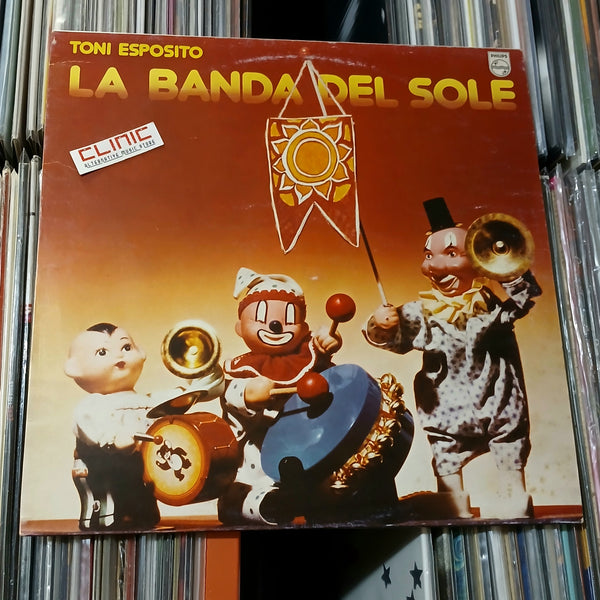 TONI ESPOSITO
PHILIPS
LA BANDA DEL SOLE
CLINIC
ALTERNATIVE MUSIC STORE